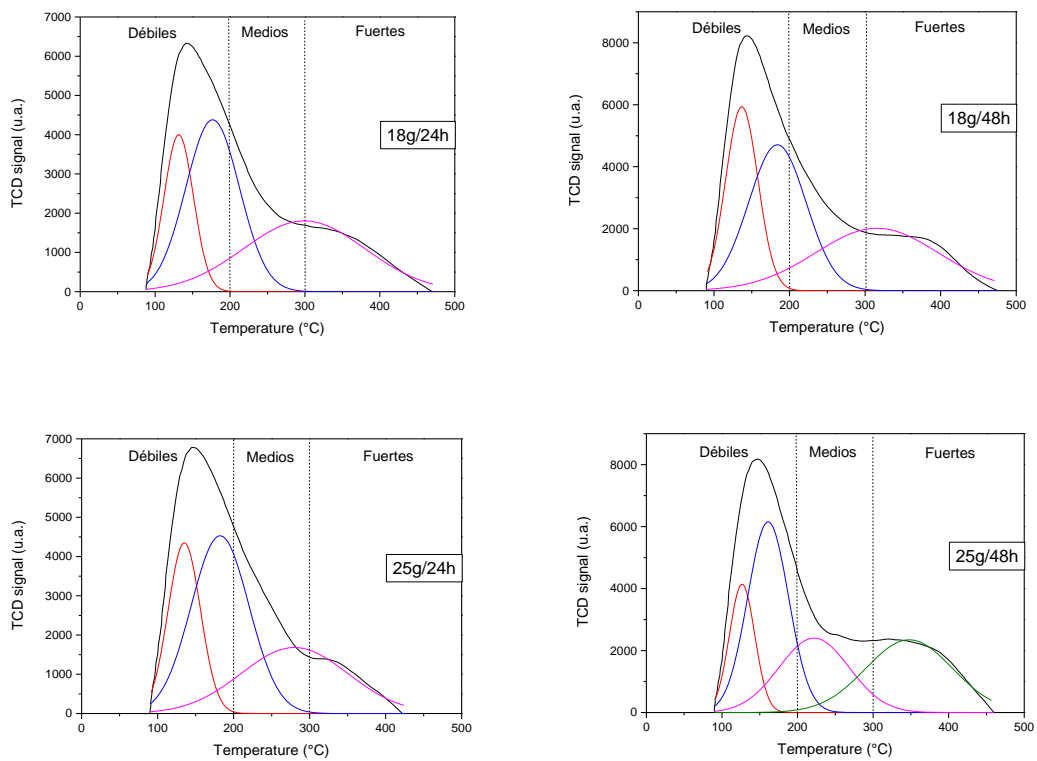 Débiles Medios Fuertes
7000
6000
5000
4000
3000
2000
1000
0
TCD signal (u.a.)
18g/24h
0 100 200 300 400 500
Temperature (°C)
Débiles Medios Fuertes
8000
6000
4000
2000
0
TCD signal (u.a.)
18g/48h
0 100 200 300 400 500
Temperature (°C)
Débiles Medios Fuertes
7000
6000
5000
4000
3000
2000
1000
0
TCD signal (u.a.)
25g/24h
0 100 200 300 400 500
Temperature (°C)
Débiles Medios Fuertes
8000
6000
4000
2000
0
TCD signal (u.a.)
25g/48h
0 100 200 300 400 500
Temperature (°C)